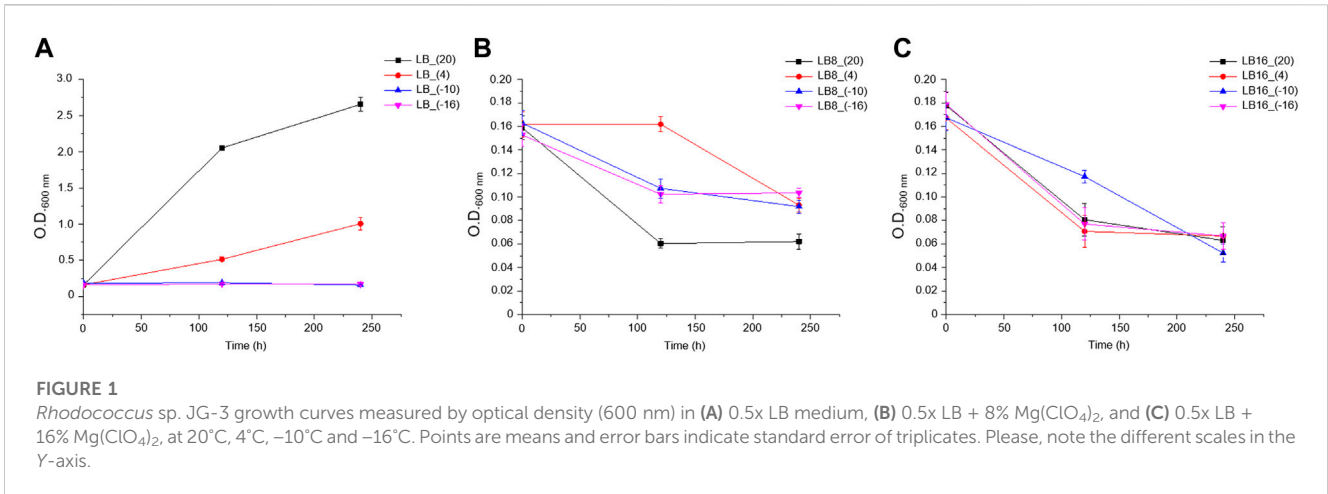 A
LB_(20)
LB_(4)
LB_(-10)
LB_(-16)
3.0
2.5
2.0
1.5
1.0
0.5
0
O.D.-600 nm
0 50 100 150 200 250
Time (h)
B
LB8_(20)
LB8_(4)
LB8_(-10)
LB8_(-16)
0.20
0.18
0.16
0.14
0.12
0.10
0.08
0.06
0.04
0.02
0
O.D.-600 nm
0 50 100 150 200 250
Time (h)
C
LB16_(20)
LB16_(4)
LB16_(-10)
LB16_(-16)
0.20
0.18
0.16
0.14
0.12
0.10
0.08
0.06
0.04
0.02
0
O.D.-600 nm
0 50 100 150 200 250
Time (h)
FIGURE 1
Rhodococcus sp. JG-3 growth curves measured by optical density (600 nm) in (A) 0.5x LB medium, (B) 0.5x LB + 8% Mg(ClO₄)₂, and (C) 0.5x LB +
16% Mg(ClO₄)₂, at 20°C, 4°C, –10°C and –16°C. Points are means and error bars indicate standard error of triplicates. Please, note the different scales in the
Y-axis.